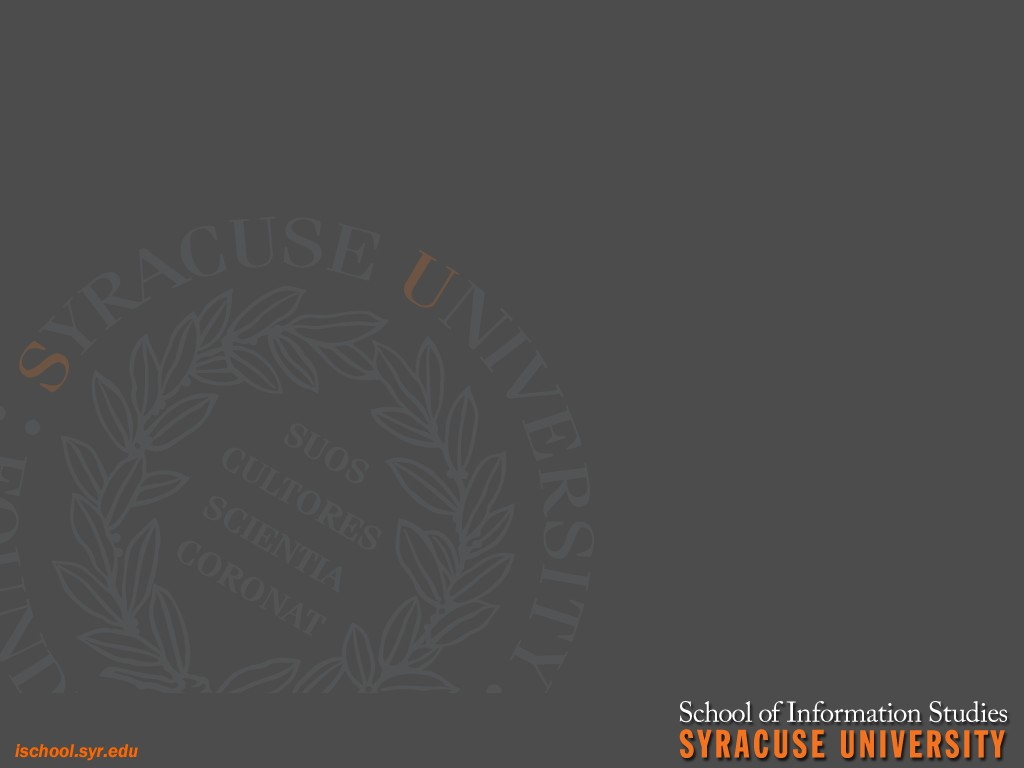 SYRACUSE UNIVERSITY
SUOS
CULTORES
SCIENTIA
CORONAT
School of Information Studies
SYRACUSE UNIVERSITY
ischool.syr.edu